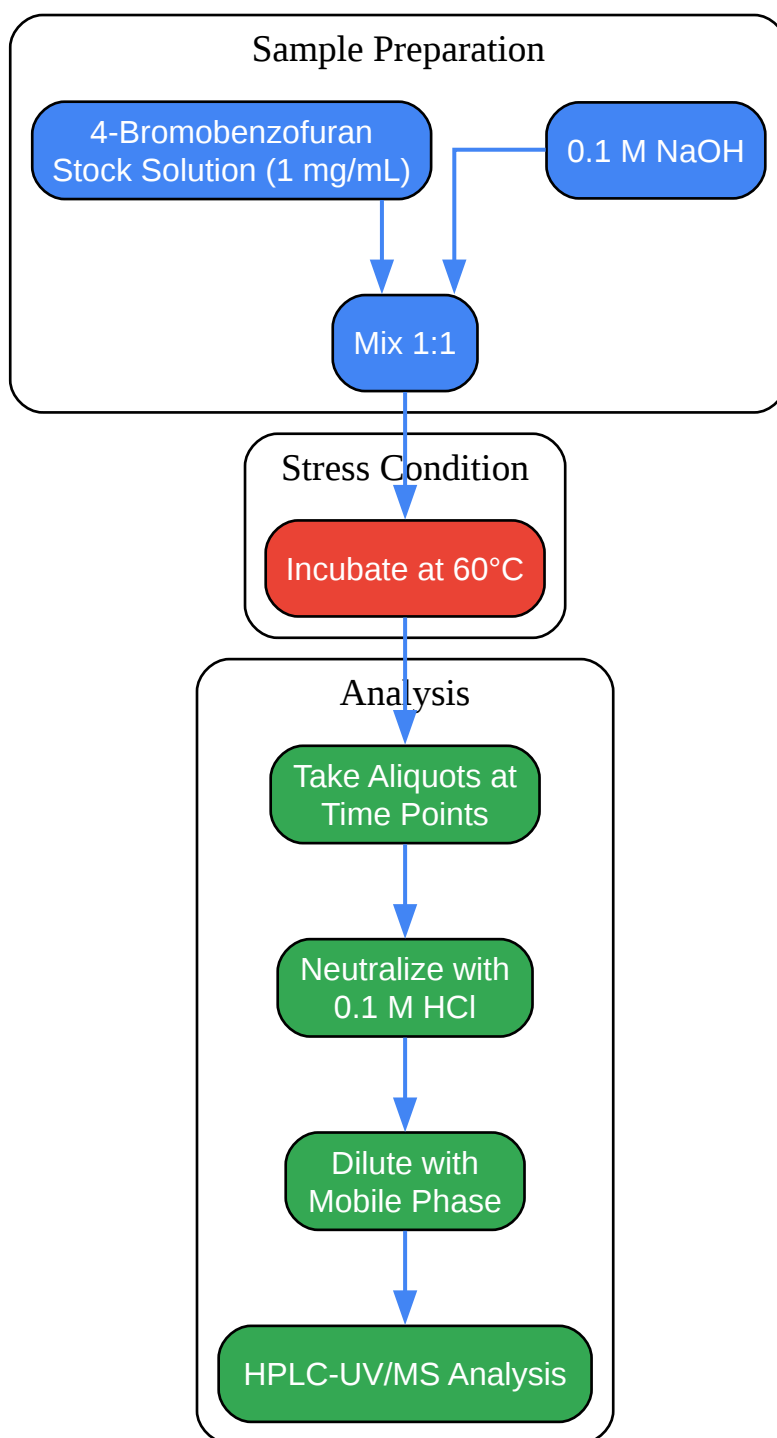 Sample Preparation
4-Bromobenzofuran
Stock Solution (1 mg/mL)
0.1 M NaOH
Mix 1:1
Stress Condition
Incubate at 60°C
Analysis
Take Aliquots at
Time Points
Neutralize with
0.1 M HCl
Dilute with
Mobile Phase
HPLC-UV/MS Analysis